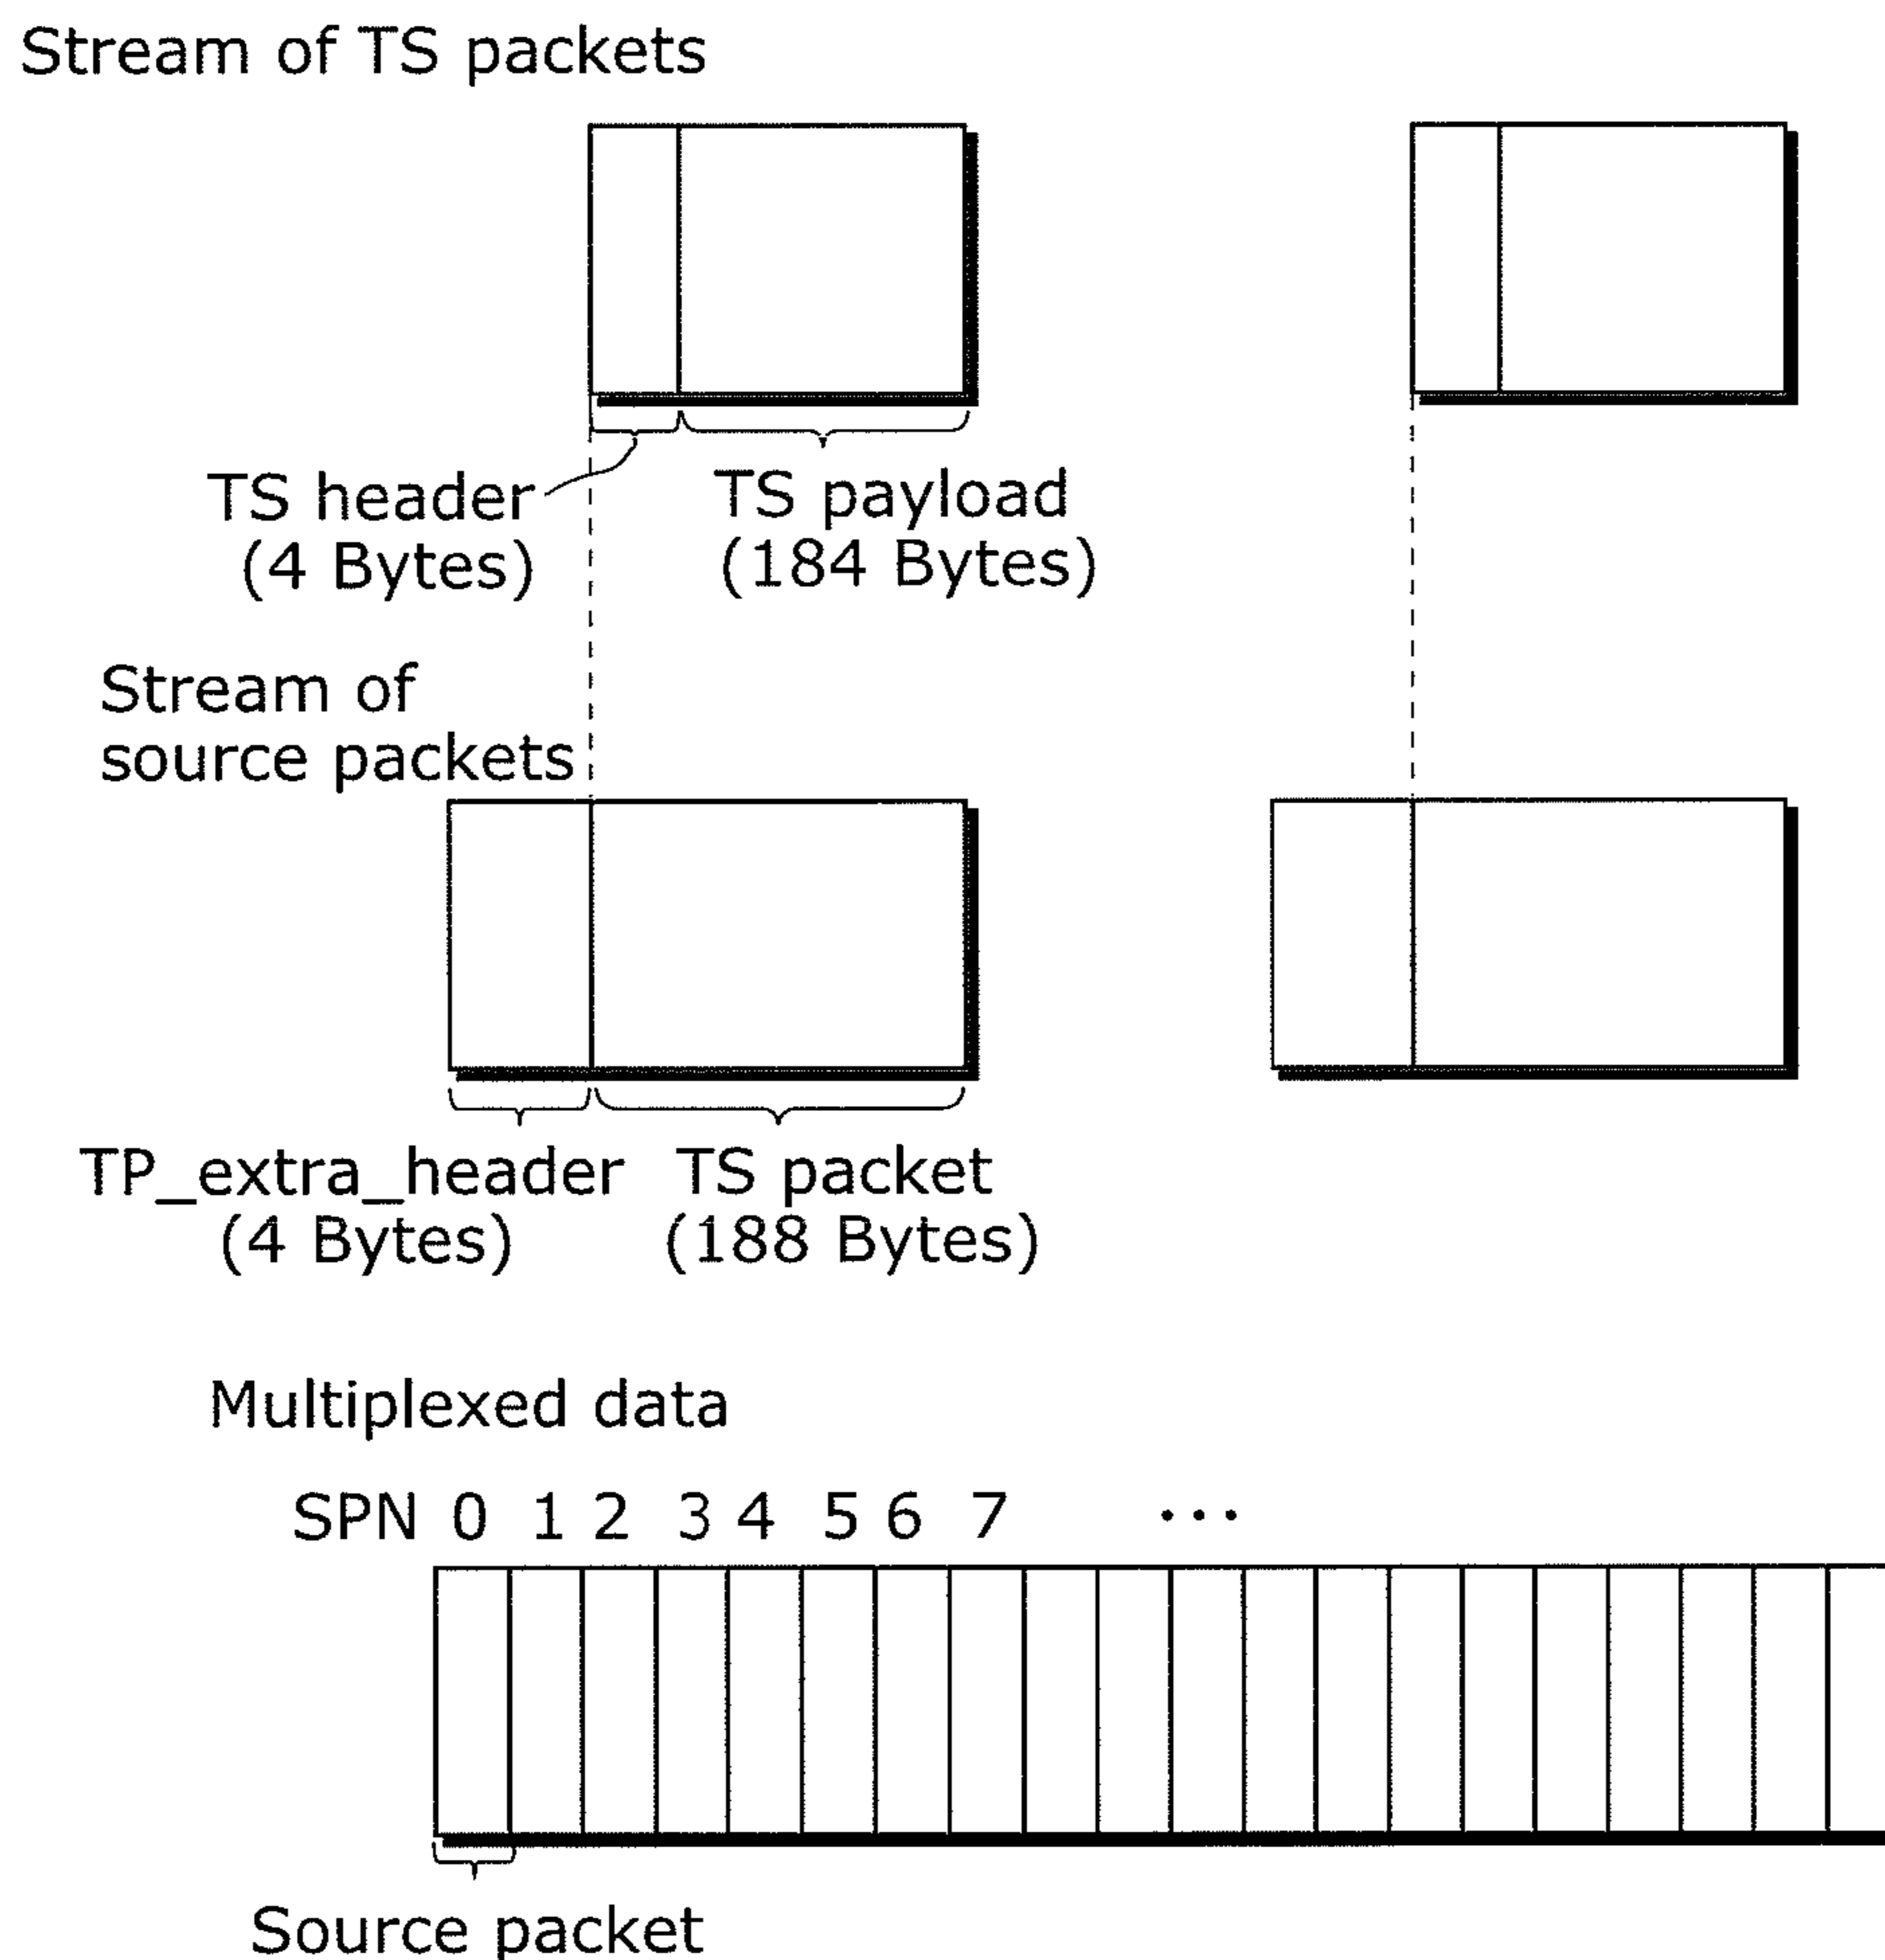 Stream of TS packets
TS header
(4 Bytes)
TS payload
(184 Bytes)
Stream of
source packets
TP_extra_header
(4 Bytes)
TS packet
(188 Bytes)
Multiplexed data
SPN 0 1 2 3 4 5 6 7 ...
Source packet